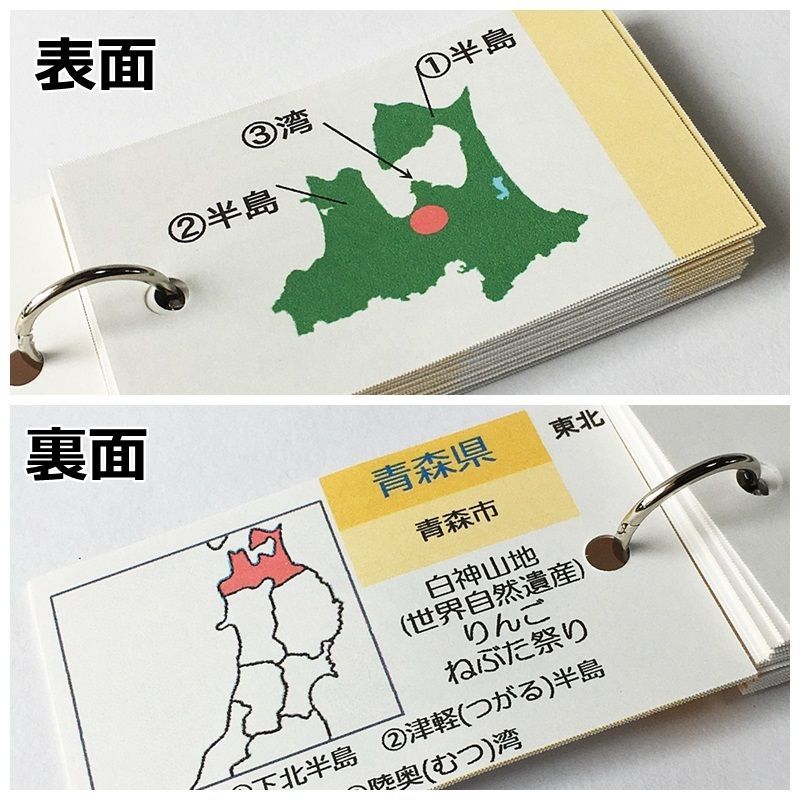 表面
①半島
③湾
②半島
裏面
東北
青森県
青森市
白神山地
(世界自然遺産)
りんご
ねぶた祭り
①下北半島 ②津軽(つがる)半島
③陸奥(むつ)湾